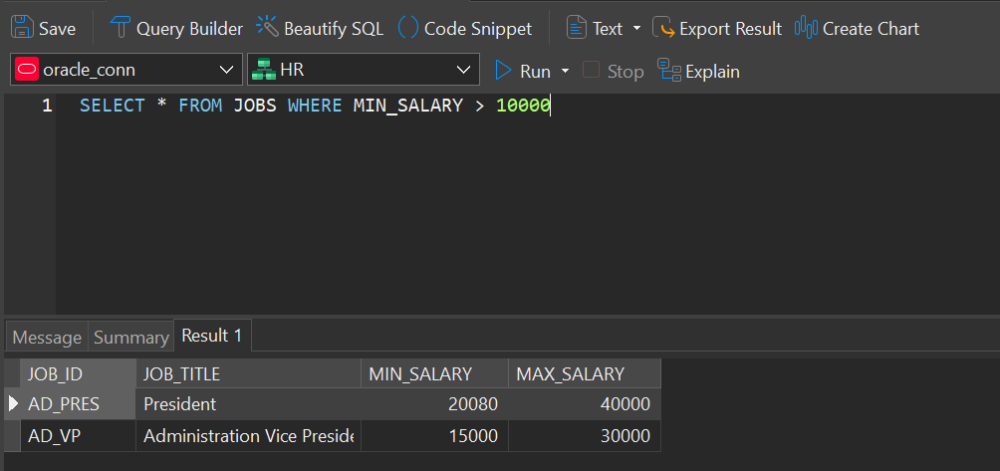 Save Query Builder Beautify SQL Code Snippet Text Export Result Create Chart
oracle_conn HR Run Stop Explain
1 SELECT * FROM JOBS WHERE MIN_SALARY > 10000
Message Summary Result 1
JOB_ID JOB_TITLE MIN_SALARY MAX_SALARY
AD_PRES President 20080 40000
AD_VP Administration Vice Preside 15000 30000